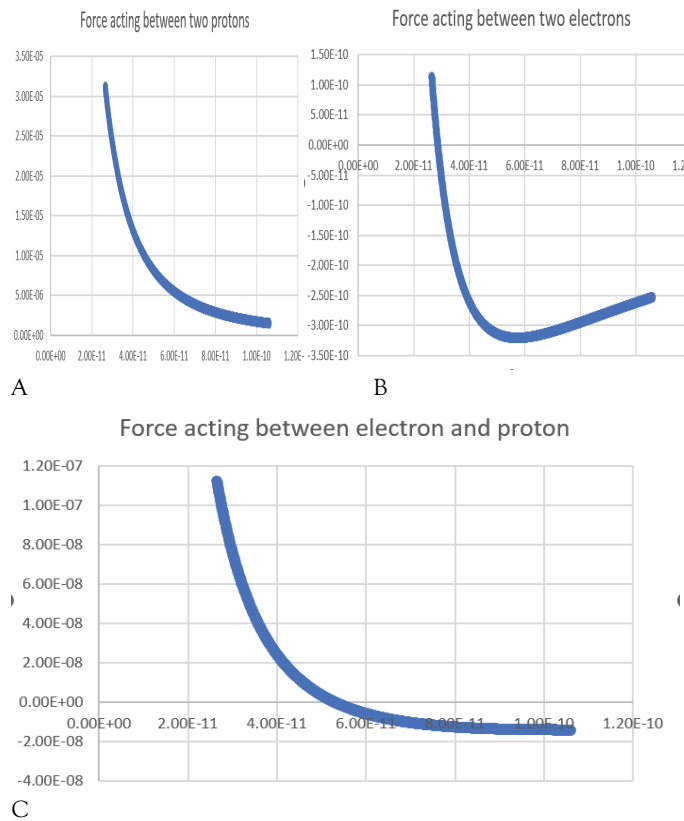 Force acting between two protons
3.50E-05
3.00E-05
2.50E-05
2.00E-05
1.50E-05
1.00E-05
5.00E-06
0.00E+00
0.00E+00 2.00E-11 4.00E-11 6.00E-11 8.00E-11 1.00E-10 1.20E-
A
Force acting between two electrons
1.50E-10
1.00E-10
5.00E-11
0.00E+00
0.00E+00 2.00E-11 4.00E-11 6.00E-11 8.00E-11 1.00E-10
-5.00E-11
-1.00E-10
-1.50E-10
-2.00E-10
-2.50E-10
-3.00E-10
-3.50E-10
B
Force acting between electron and proton
1.20E-07
1.00E-07
8.00E-08
6.00E-08
4.00E-08
2.00E-08
0.00E+00
0.00E+00 2.00E-11 4.00E-11 6.00E-11 8.00E-11 1.00E-10 1.20E-10
-2.00E-08
-4.00E-08
C